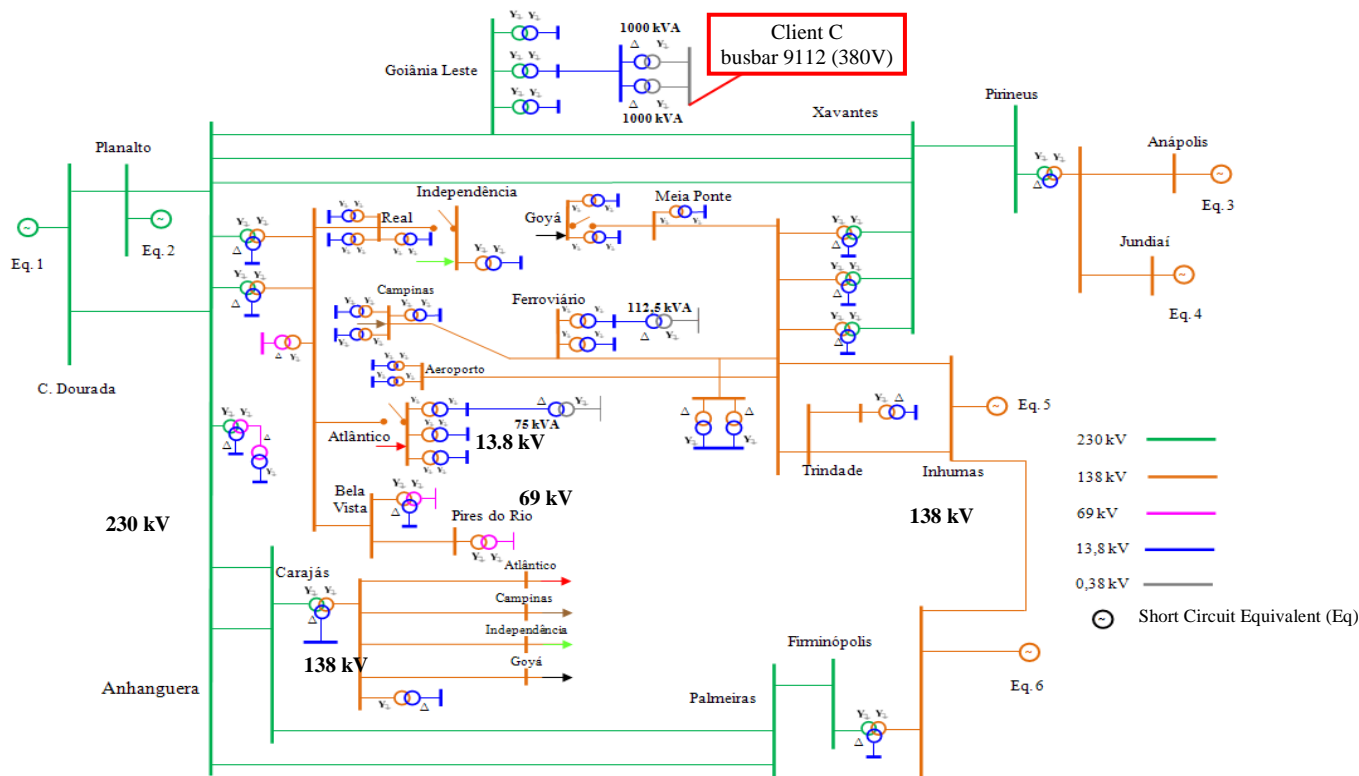 1000 kVA
Δ
Y
Client C
busbar 9112 (380V)
Goiânia Leste
1000 kVA
Xavantes
Pirineus
Planalto
Anápolis
Independência
Meia Ponte
Goyá
Real
Eq. 1
Eq. 2
Eq. 3
Jundiaí
Campinas
Ferroviário
112.5 kVA
Δ
Eq. 4
Aeroporto
C. Dourada
Δ
75 kVA
Atlântico
13.8 kV
Δ
Δ
Eq. 5
Trindade
Inhumas
Bela
Vista
69 kV
230 kV
138 kV
Pires do Rio
230 kV
138 kV
69 kV
13,8 kV
0,38 kV
Short Circuit Equivalent (Eq)
Carajás
Atlântico
Campinas
Independência
138 kV
Goyá
Firminópolis
Anhanguera
Palmeiras
Eq. 6